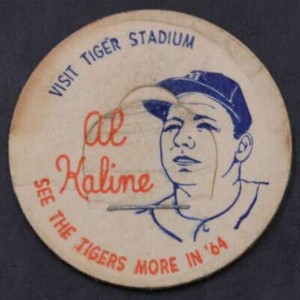 VISIT TIGER STADIUM
Al
Kaline
SEE THE TIGERS MORE IN '64